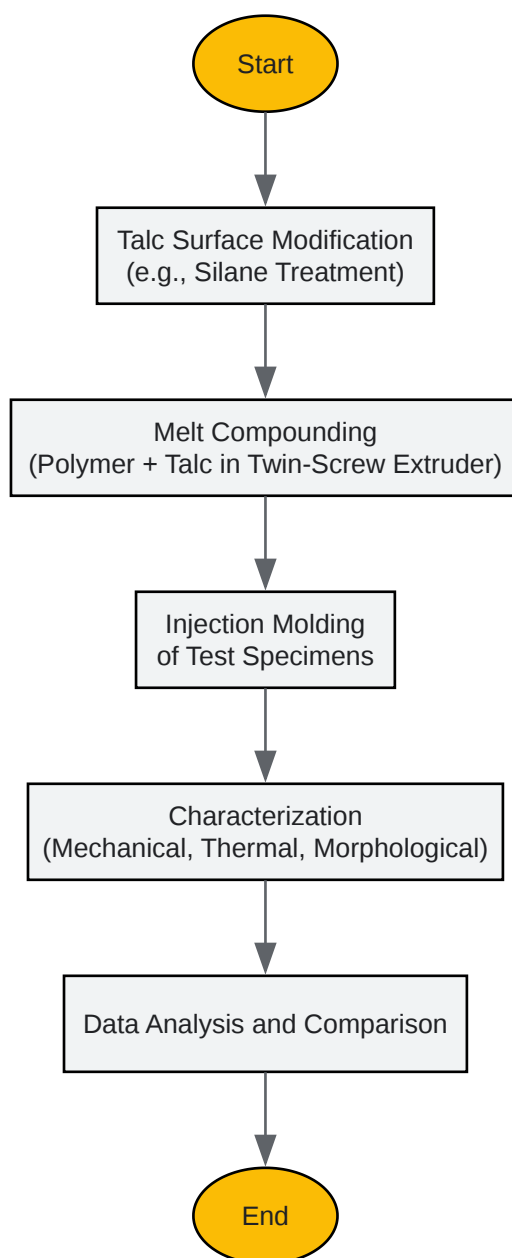 Start
Talc Surface Modification
(e.g., Silane Treatment)
Melt Compounding
(Polymer + Talc in Twin-Screw Extruder)
Injection Molding
of Test Specimens
Characterization
(Mechanical, Thermal, Morphological)
Data Analysis and Comparison
End